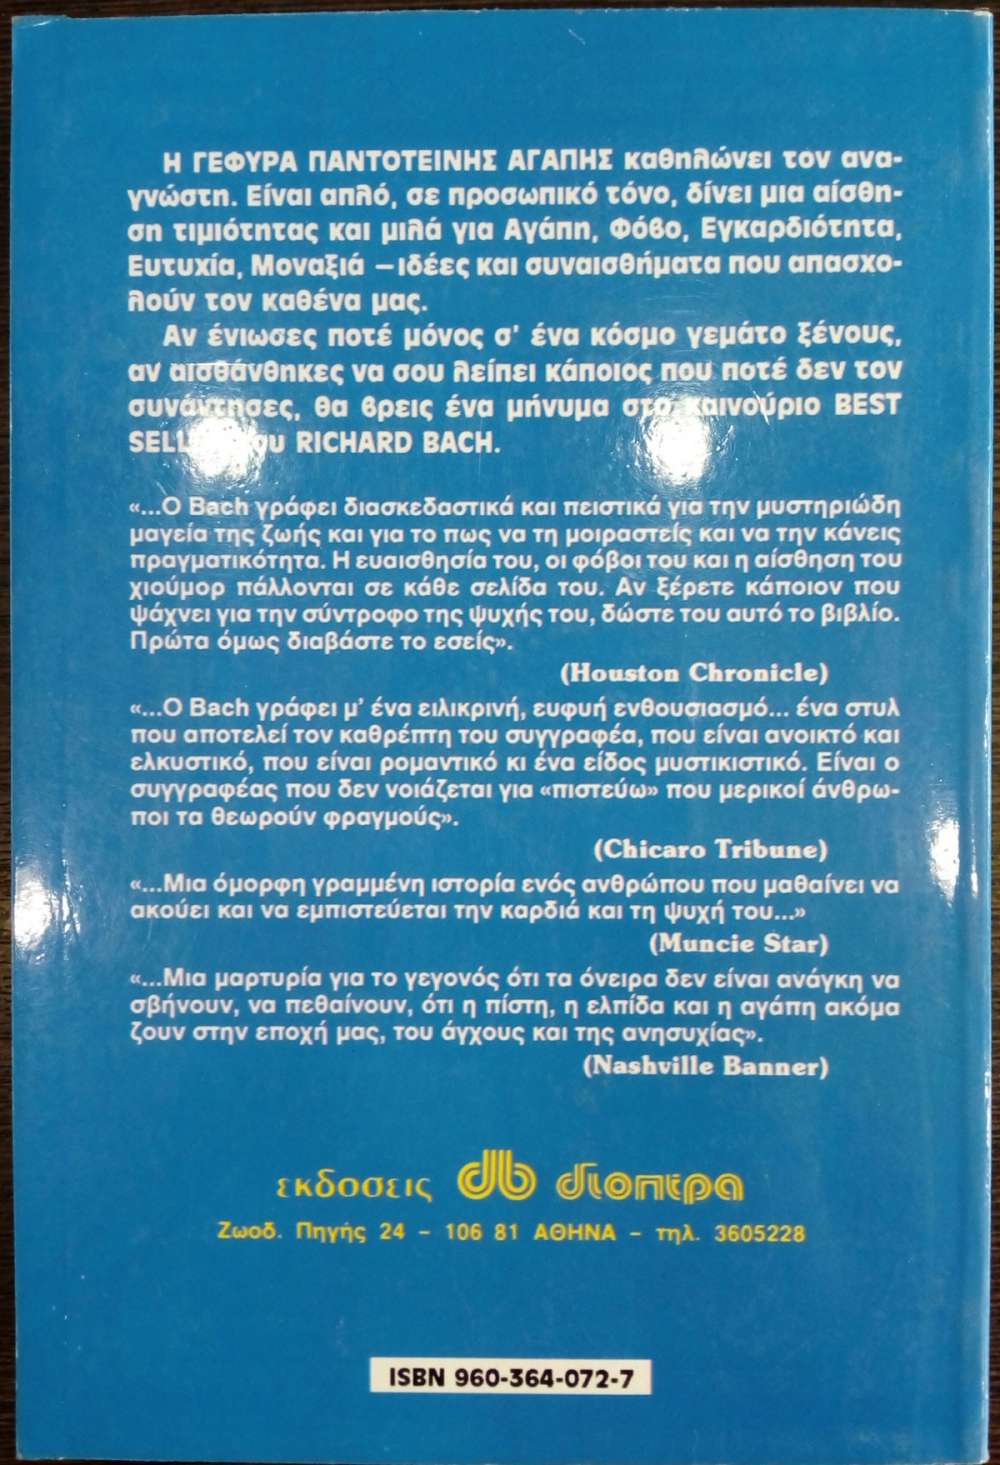 Η ΓΕΦΥΡΑ ΠΑΝΤΟΤΕΙΝΗΣ ΑΓΑΠΗΣ καθηλώνει τον ανα-
γνώστη. Είναι απλό, σε προσωπικό τόνο, δίνει μια αίσθη-
ση τιμιότητας και μιλά για Αγάπη, Φόβο, Εγκαρδιότητα,
Ευτυχία, Μοναξιά – ιδέες και συναισθήματα που απασχο-
λούν τον καθένα μας.
Αν ένιωσες ποτέ μόνος σ' ένα κόσμο γεμάτο ξένους,
αν αισθάνθηκες να σου λείπει κάποιος που ποτέ δεν τον
συνάντησες, θα βρεις ένα μήνυμα στο καινούριο BEST
SELLER του RICHARD BACH.
«...Ο Bach γράφει διασκεδαστικά και πειστικά για την μυστηριώδη
μαγεία της ζωής και για το πως να τη μοιραστείς και να την κάνεις
πραγματικότητα. Η ευαισθησία του, οι φόβοι του και η αίσθηση του
χιούμορ πάλλονται σε κάθε σελίδα του. Αν ξέρετε κάποιον που
ψάχνει για την σύντροφο της ψυχής του, δώστε του αυτό το βιβλίο.
Πρώτα όμως διαβάστε το εσείς».
(Houston Chronicle)
«...Ο Bach γράφει μ' ένα ειλικρινή, ευφυή ενθουσιασμό... ένα στυλ
που αποτελεί τον καθρέπτη του συγγραφέα, που είναι ανοικτό και
ελκυστικό, που είναι ρομαντικό κι ένα είδος μυστικιστικό. Είναι ο
συγγραφέας που δεν νοιάζεται για «πιστεύω» που μερικοί άνθρω-
ποι τα θεωρούν φραγμούς».
(Chicaro Tribune)
«...Μια όμορφη γραμμένη ιστορία ενός ανθρώπου που μαθαίνει να
ακούει και να εμπιστεύεται την καρδιά και τη ψυχή του...»
(Muncie Star)
«...Μια μαρτυρία για το γεγονός ότι τα όνειρα δεν είναι ανάγκη να
σβήνουν, να πεθαίνουν, ότι η πίστη, η ελπίδα και η αγάπη ακόμα
ζουν στην εποχή μας, του άγχους και της ανησυχίας».
(Nashville Banner)
εκδοσεις db διοπτρα
Ζωοδ. Πηγής 24 – 106 81 ΑΘΗΝΑ – τηλ. 3605228
ISBN 960-364-072-7